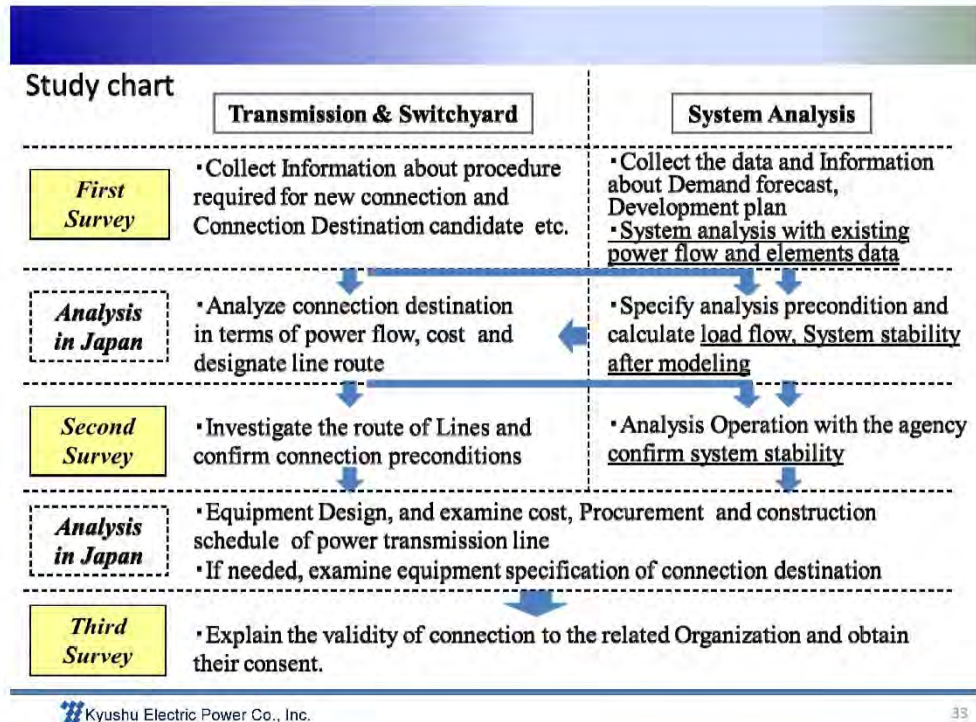 Study chart
Transmission & Switchyard
System Analysis
First
Survey
・Collect Information about procedure
required for new connection and
Connection Destination candidate etc.
・Collect the data and Information
about Demand forecast,
Development plan
・System analysis with existing
power flow and elements data
Analysis
in Japan
・Analyze connection destination
in terms of power flow, cost and
designate line route
・Specify analysis precondition and
calculate load flow, System stability
after modeling
Second
Survey
・Investigate the route of Lines and
confirm connection preconditions
・Analysis Operation with the agency
confirm system stability
Analysis
in Japan
・Equipment Design, and examine cost, Procurement and construction
schedule of power transmission line
・If needed, examine equipment specification of connection destination
Third
Survey
・Explain the validity of connection to the related Organization and obtain
their consent.
Kyushu Electric Power Co., Inc.
33